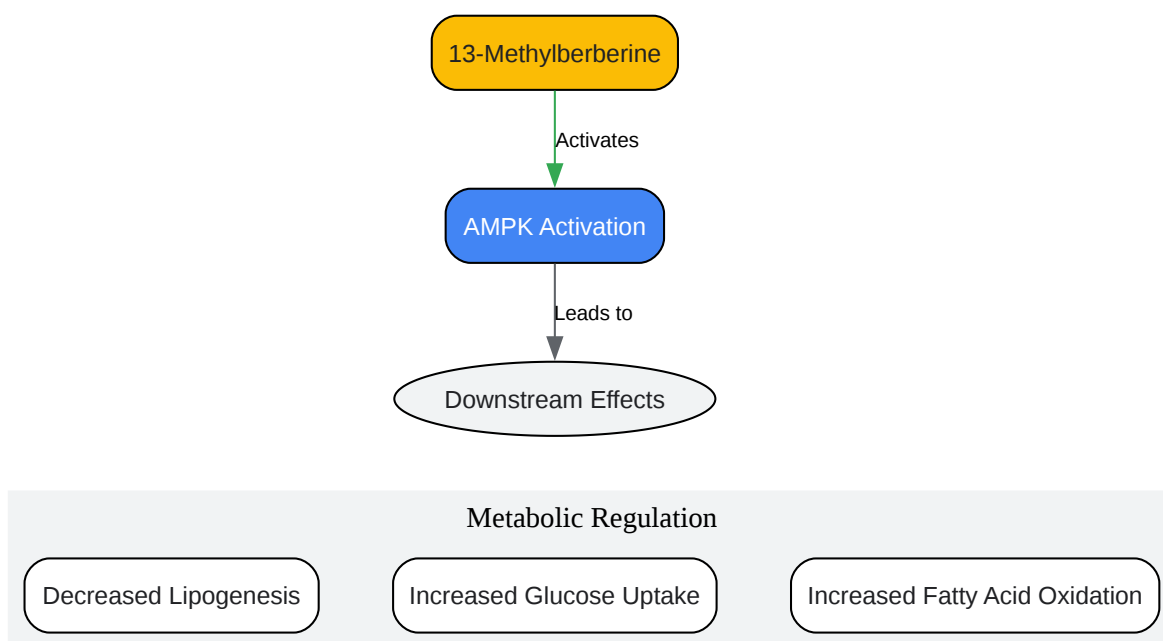 13-Methylberberine
Activates
AMPK Activation
Leads to
Downstream Effects
Metabolic Regulation
Decreased Lipogenesis
Increased Glucose Uptake
Increased Fatty Acid Oxidation